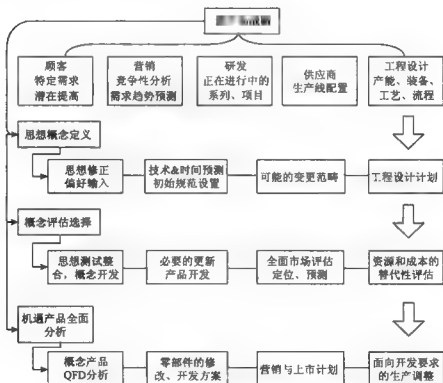 顾客
特定需求
潜在提高
营销
竞争性分析
需求趋势预测
研发
正在进行中的
系列、项目
供应商
生产线配置
工程设计
产能、装备、
工艺、流程
思想概念定义
思想修正
偏好输入
技术&时间预测
初始规范设置
可能的变更范畴
工程设计计划
概念评估选择
思想测试整
合，概念开发
必要的更新
产品开发
全面市场评估
定位、预测
资源和成本的
替代性评估
机遇产品全面
分析
概念产品
QFD分析
零部件的修
改、开发方案
营销与上市计划
面向开发要求
的生产调整